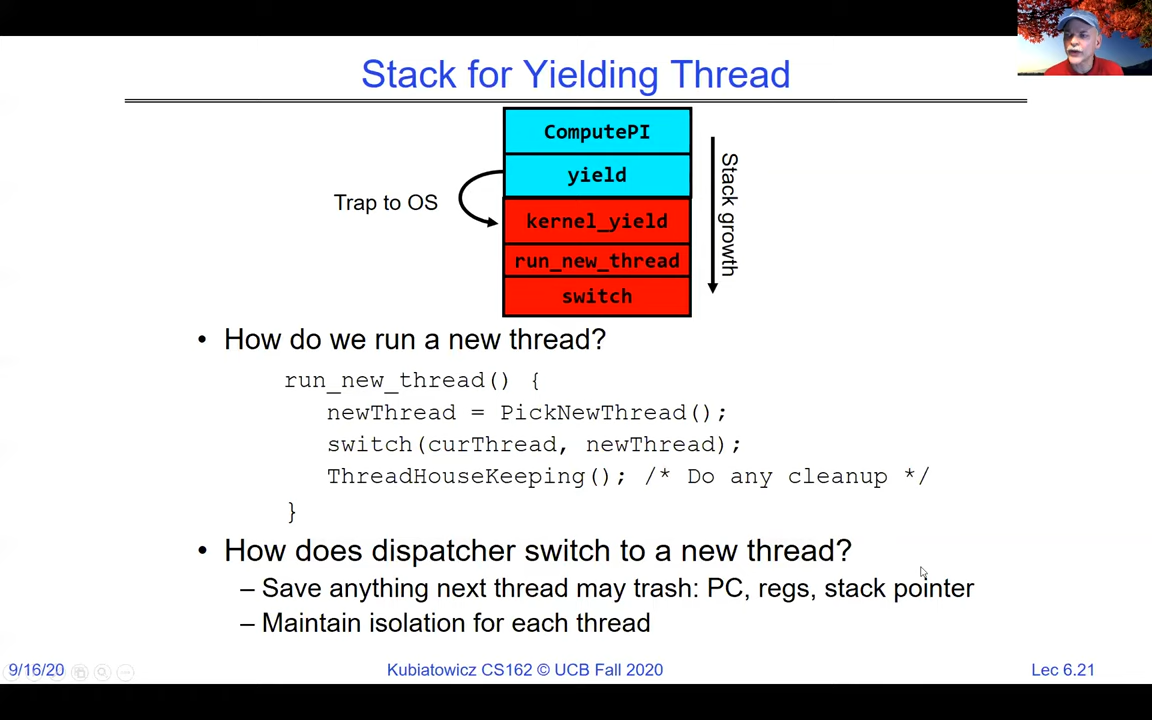 Stack for Yielding Thread
ComputePI
yield
Trap to OS
kernel_yield
run_new_thread
switch
Stack growth
• How do we run a new thread?
run_new_thread() {
newThread = PickNewThread();
switch(curThread, newThread);
ThreadHouseKeeping(); /* Do any cleanup */
}
• How does dispatcher switch to a new thread?
– Save anything next thread may trash: PC, regs, stack pointer
– Maintain isolation for each thread
9/16/20
Kubiatowicz CS162 © UCB Fall 2020
Lec 6.21